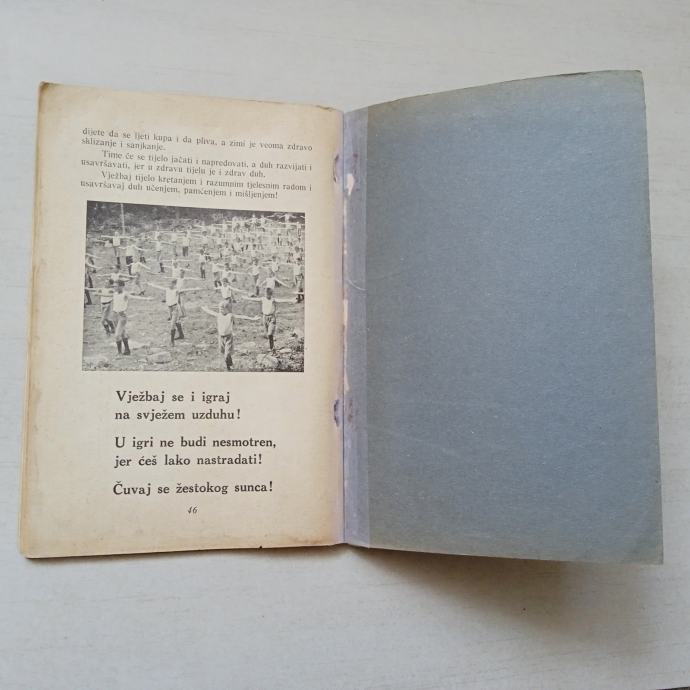 dijete da se ljeti kupa i da pliva, a zimi je veoma zdravo
sklizanje i sanjkanje.
Time će se tijelo jačati i napredovati, a duh razvijati i
usavršavati, jer u zdravu tijelu je i zdrav duh.
Vježbaj tijelo kretanjem i razumnim tjelesnim radom i
usavršavaj duh učenjem, pamćenjem i mišljenjem!
Vježbaj se i igraj
na svježem uzduhu!
U igri ne budi nesmotren,
jer ćeš lako nastradati!
Čuvaj se žestokog sunca!
46